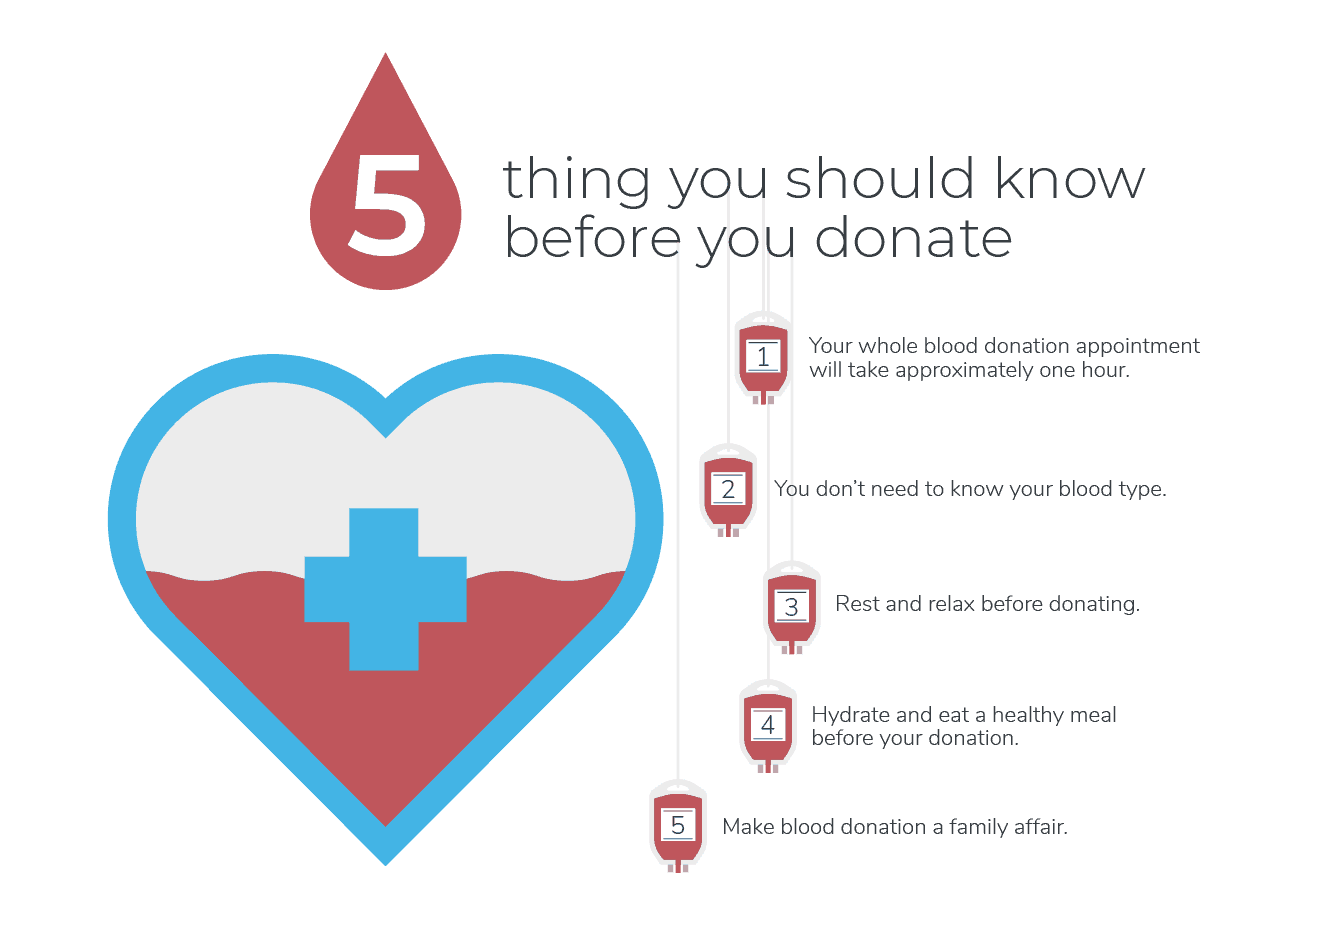 5
thing you should know
before you donate
1
Your whole blood donation appointment
will take approximately one hour.
2
You don’t need to know your blood type.
3
Rest and relax before donating.
4
Hydrate and eat a healthy meal
before your donation.
5
Make blood donation a family affair.